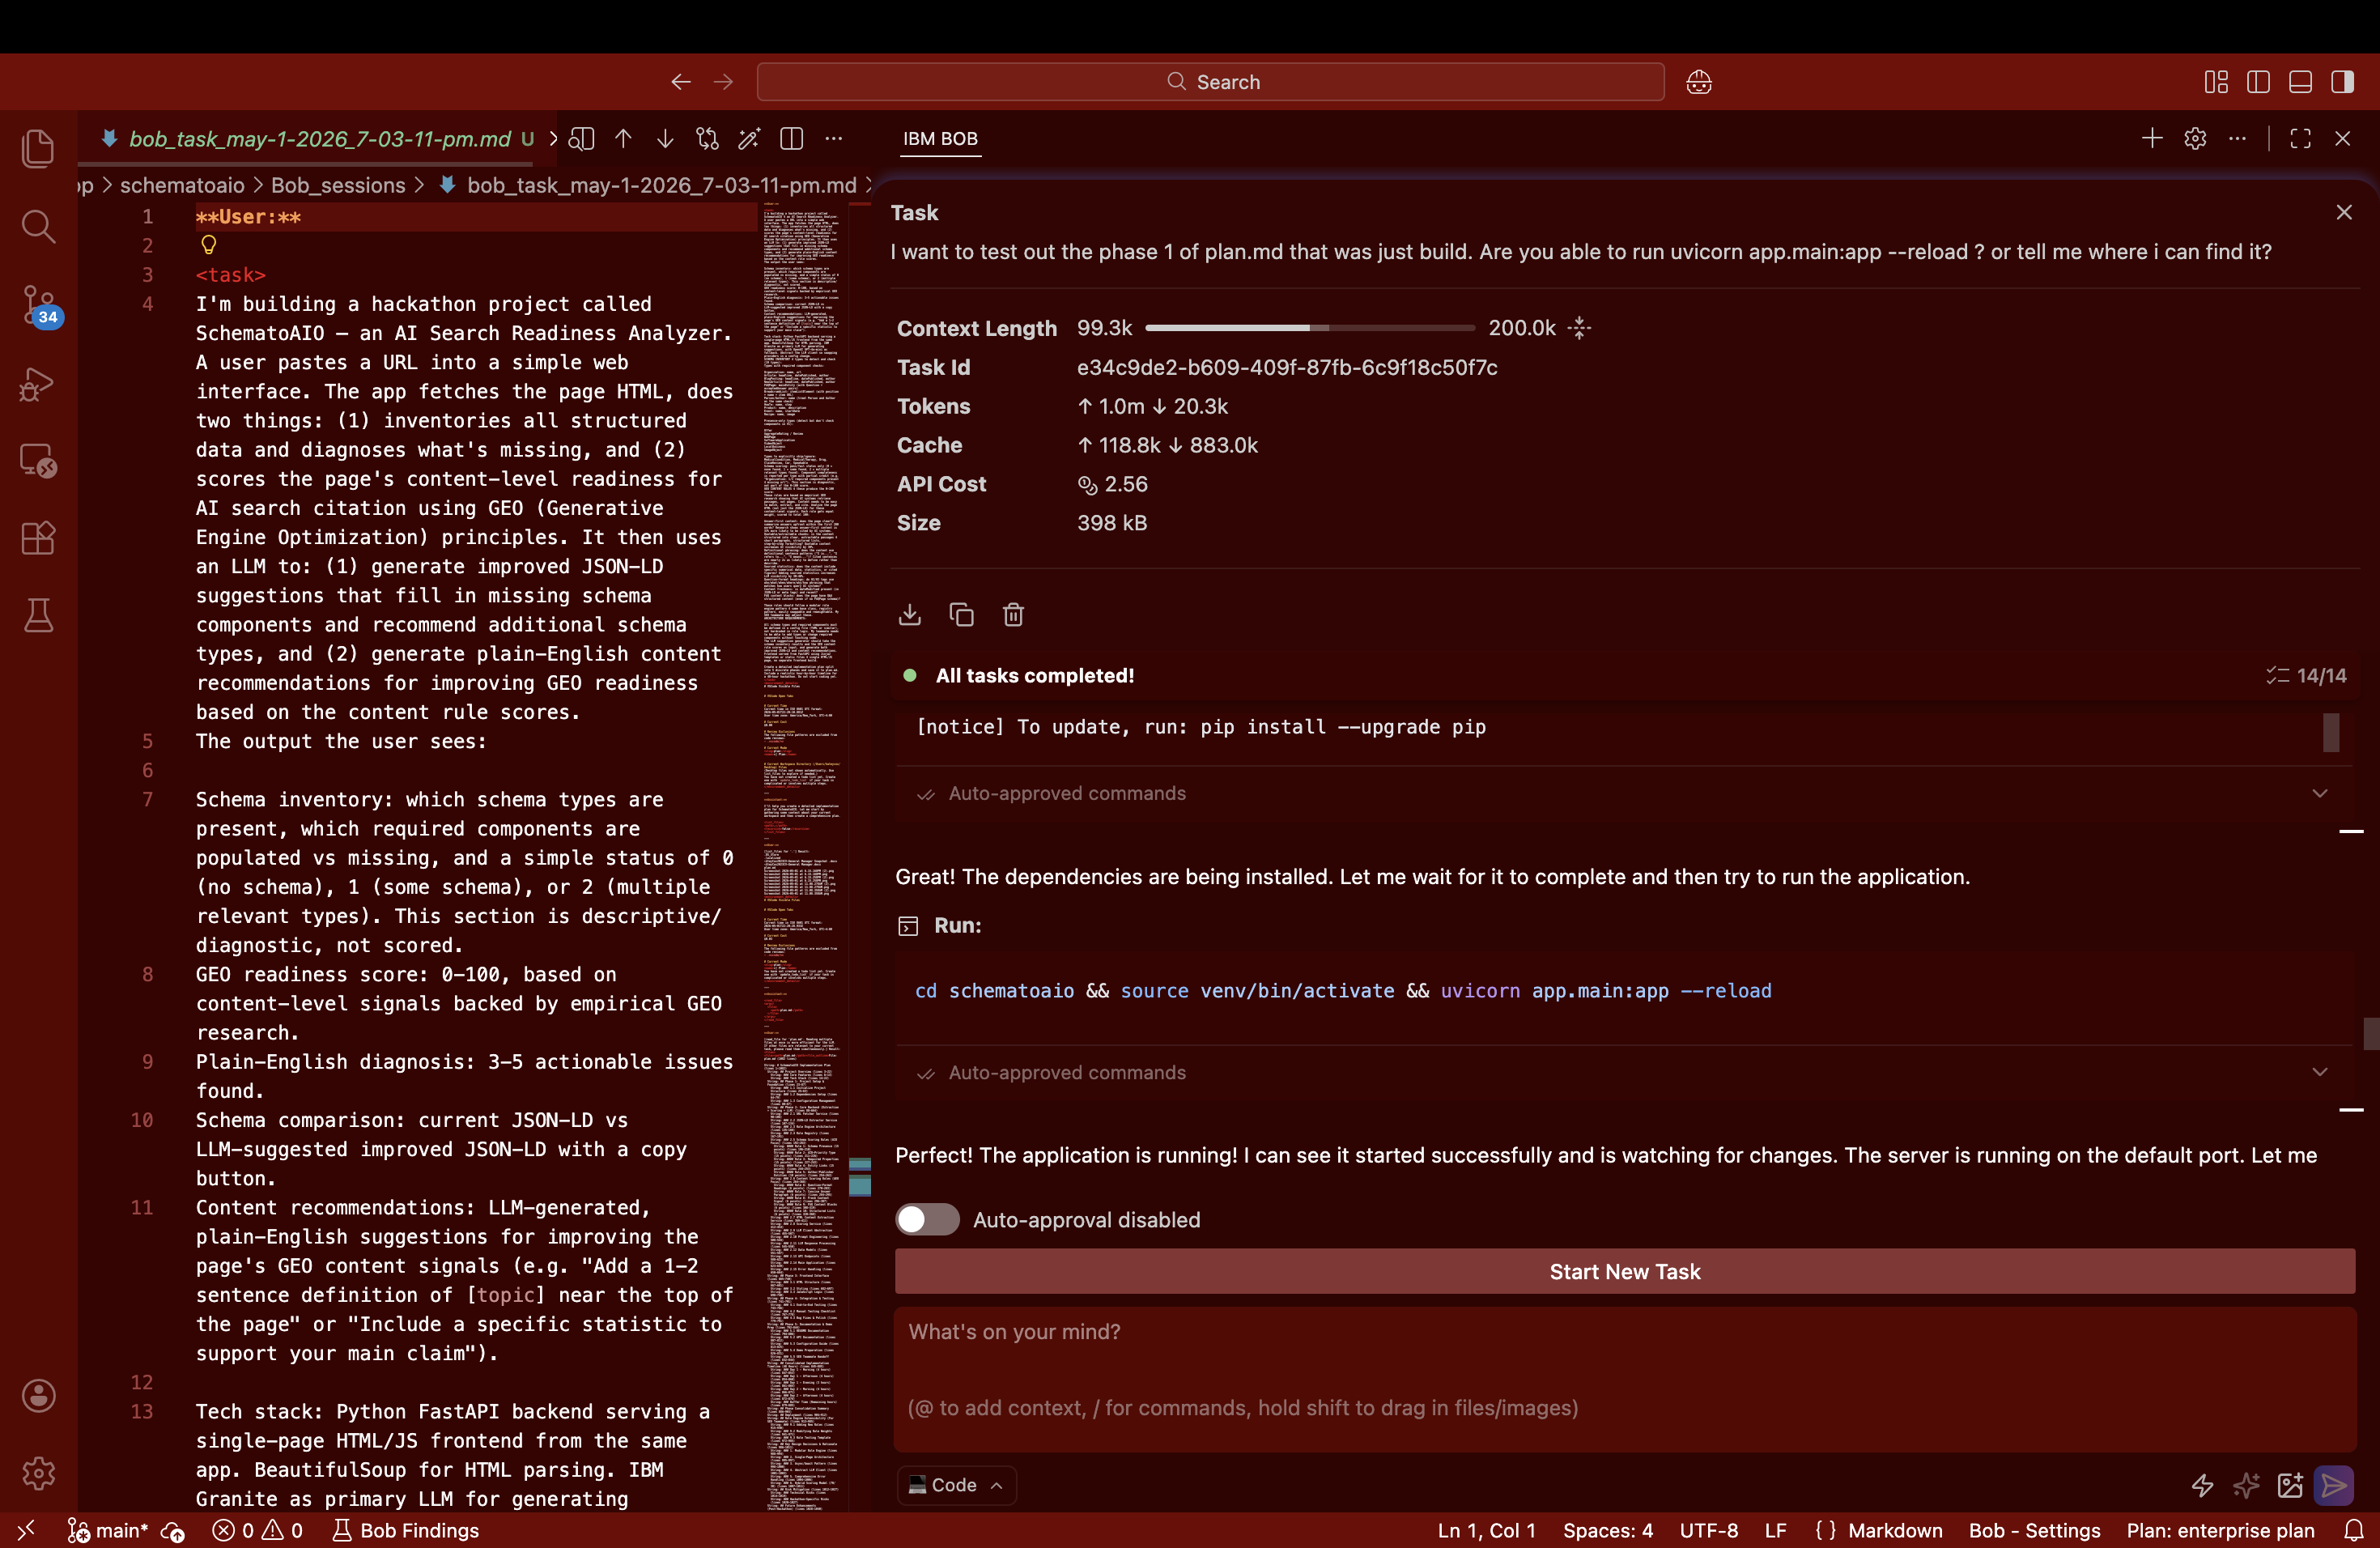 Search
bob_task_may-1-2026_7-03-11-pm.md U
IBM BOB
op > schematoaio > Bob_sessions > bob_task_may-1-2026_7-03-11-pm.md >
34
1 **User:**
2
3 <task>
4 I'm building a hackathon project called
SchematoAIO — an AI Search Readiness Analyzer.
A user pastes a URL into a simple web
interface. The app fetches the page HTML, does
two things: (1) inventories all structured
data and diagnoses what's missing, and (2)
scores the page's content-level readiness for
AI search citation using GEO (Generative
Engine Optimization) principles. It then uses
an LLM to: (1) generate improved JSON-LD
suggestions that fill in missing schema
components and recommend additional schema
types, and (2) generate plain-English content
recommendations for improving GEO readiness
based on the content rule scores.
5 The output the user sees:
6
7 Schema inventory: which schema types are
present, which required components are
populated vs missing, and a simple status of 0
(no schema), 1 (some schema), or 2 (multiple
relevant types). This section is descriptive/
diagnostic, not scored.
8 GEO readiness score: 0-100, based on
content-level signals backed by empirical GEO
research.
9 Plain-English diagnosis: 3-5 actionable issues
found.
10 Schema comparison: current JSON-LD vs
LLM-suggested improved JSON-LD with a copy
button.
11 Content recommendations: LLM-generated,
plain-English suggestions for improving the
page's GEO content signals (e.g. "Add a 1-2
sentence definition of [topic] near the top of
the page" or "Include a specific statistic to
support your main claim").
12
13 Tech stack: Python FastAPI backend serving a
single-page HTML/JS frontend from the same
app. BeautifulSoup for HTML parsing. IBM
Granite as primary LLM for generating
Task
I want to test out the phase 1 of plan.md that was just build. Are you able to run uvicorn app.main:app --reload ? or tell me where i can find it?
Context Length 99.3k 200.0k
Task Id e34c9de2-b609-409f-87fb-6c9f18c50f7c
Tokens ↑ 1.0m ↓ 20.3k
Cache ↑ 118.8k ↓ 883.0k
API Cost 2.56
Size 398 kB
All tasks completed! 14/14
[notice] To update, run: pip install --upgrade pip
Auto-approved commands
Great! The dependencies are being installed. Let me wait for it to complete and then try to run the application.
Run:
cd schematoaio && source venv/bin/activate && uvicorn app.main:app --reload
Auto-approved commands
Perfect! The application is running! I can see it started successfully and is watching for changes. The server is running on the default port. Let me
Auto-approval disabled
Start New Task
What's on your mind?
(@ to add context, / for commands, hold shift to drag in files/images)
Code
main* 0 0 Bob Findings Ln 1, Col 1 Spaces: 4 UTF-8 LF { } Markdown Bob - Settings Plan: enterprise plan